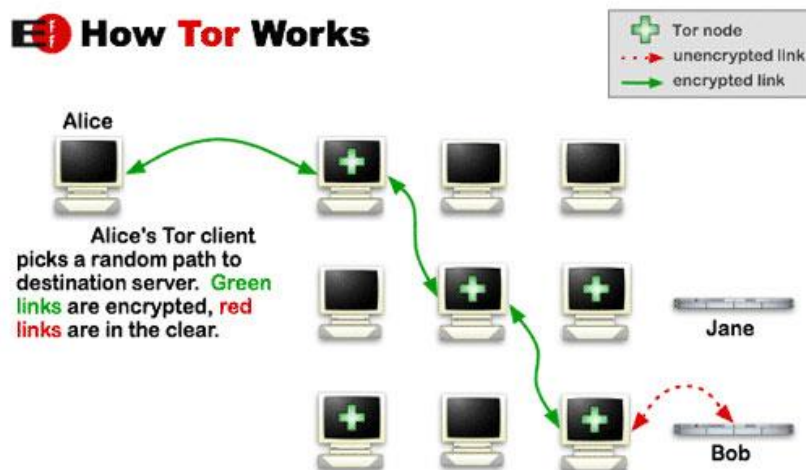 EFF How Tor Works
Tor node
unencrypted link
encrypted link
Alice
Alice's Tor client
picks a random path to
destination server. Green
links are encrypted, red
links are in the clear.
Jane
Bob